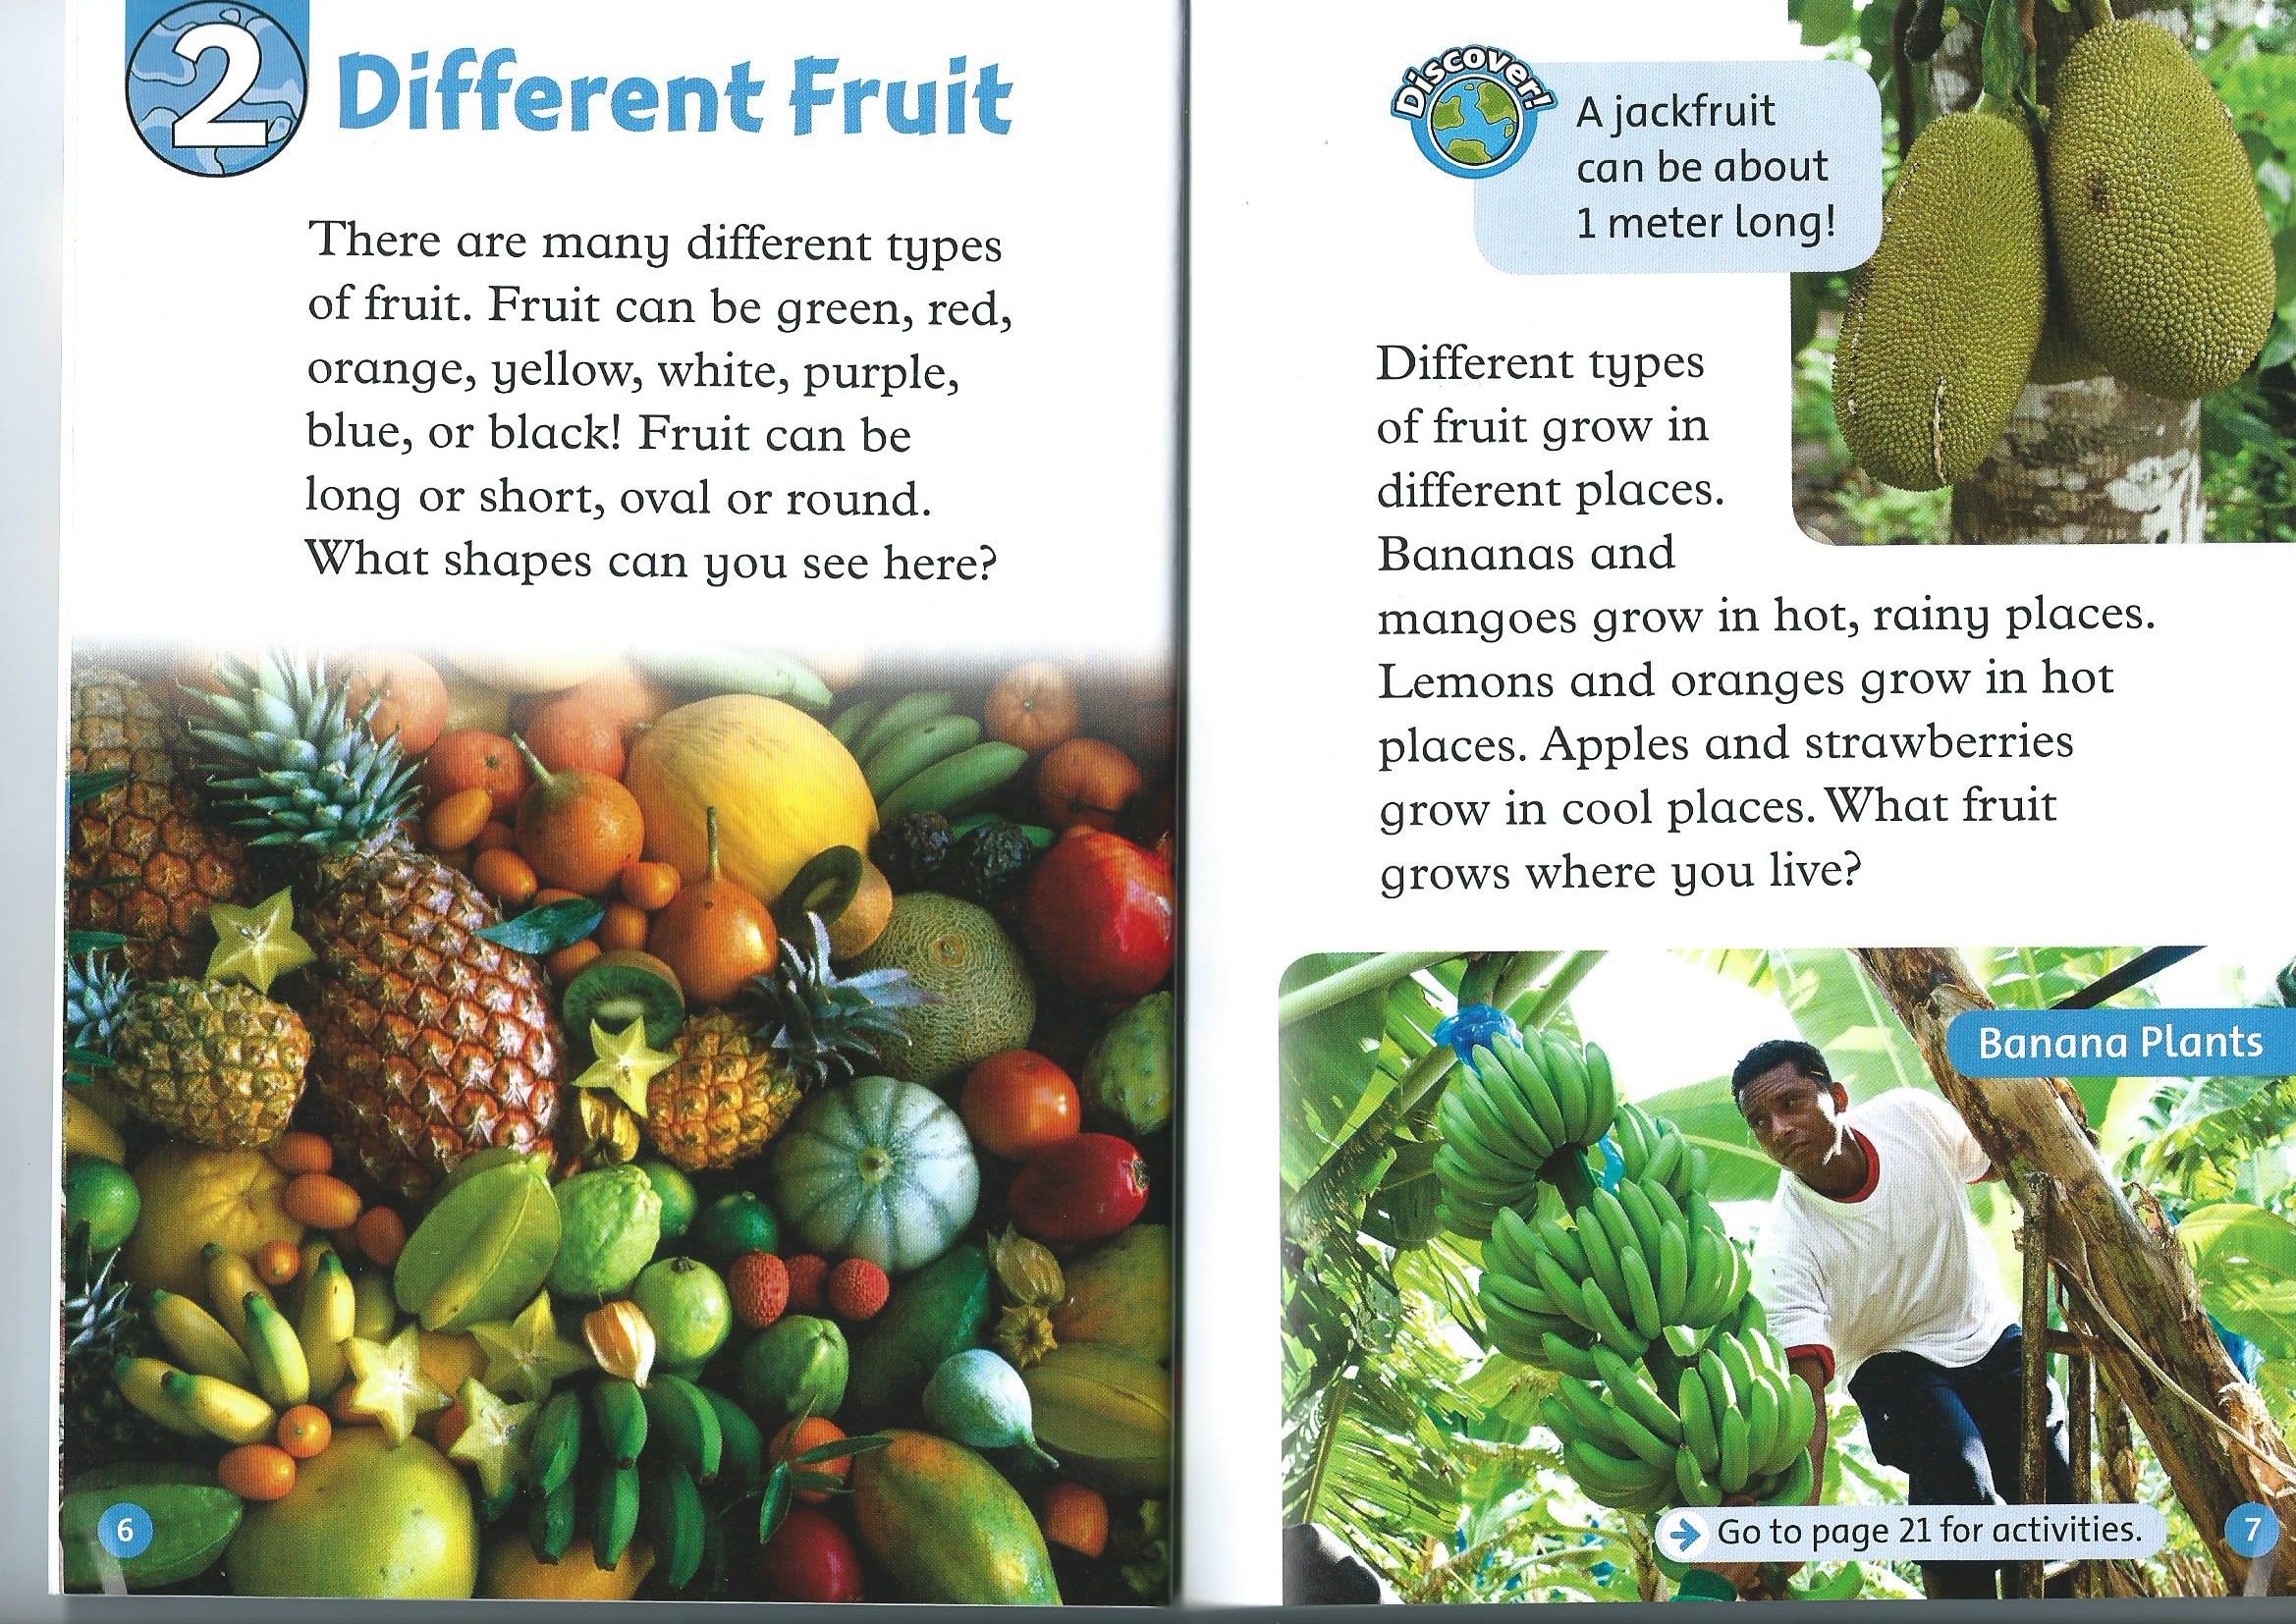 2 Different Fruit
There are many different types
of fruit. Fruit can be green, red,
orange, yellow, white, purple,
blue, or black! Fruit can be
long or short, oval or round.
What shapes can you see here?
6
Discover!
A jackfruit
can be about
1 meter long!
Different types
of fruit grow in
different places.
Bananas and
mangoes grow in hot, rainy places.
Lemons and oranges grow in hot
places. Apples and strawberries
grow in cool places. What fruit
grows where you live?
Banana Plants
Go to page 21 for activities.
7